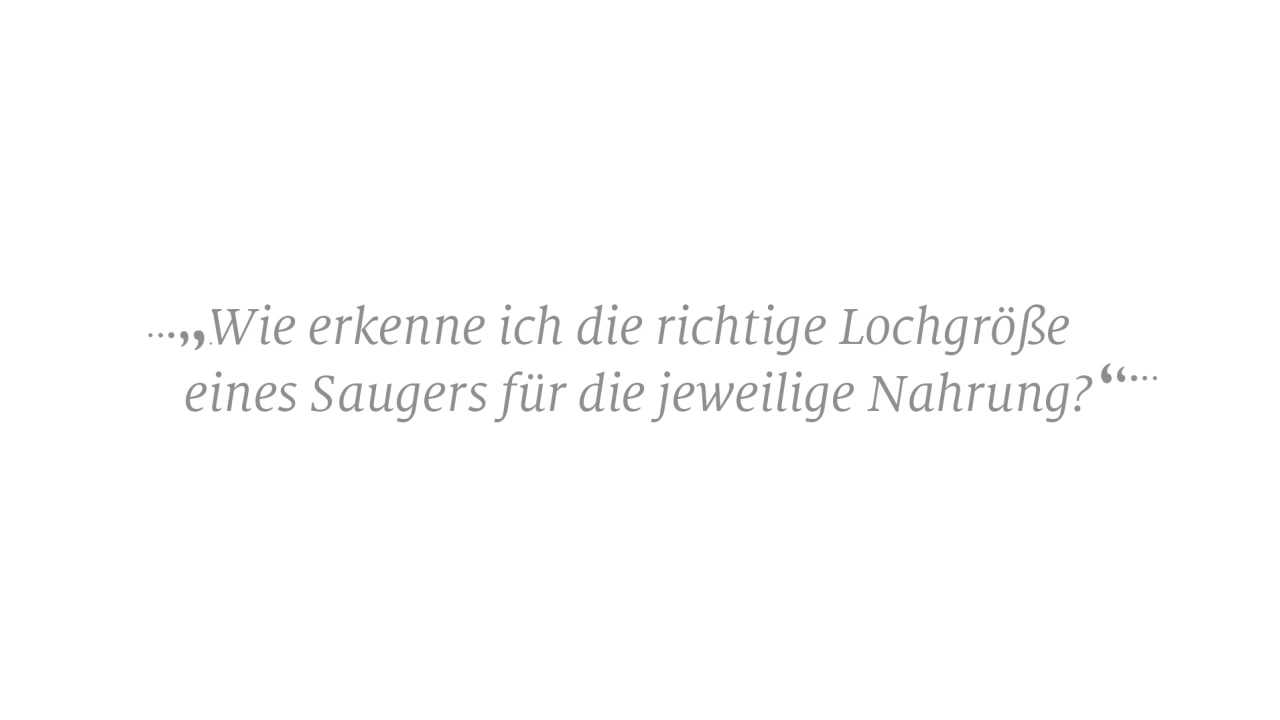 „Wie erkenne ich die richtige Lochgröße
eines Saugers für die jeweilige Nahrung?“